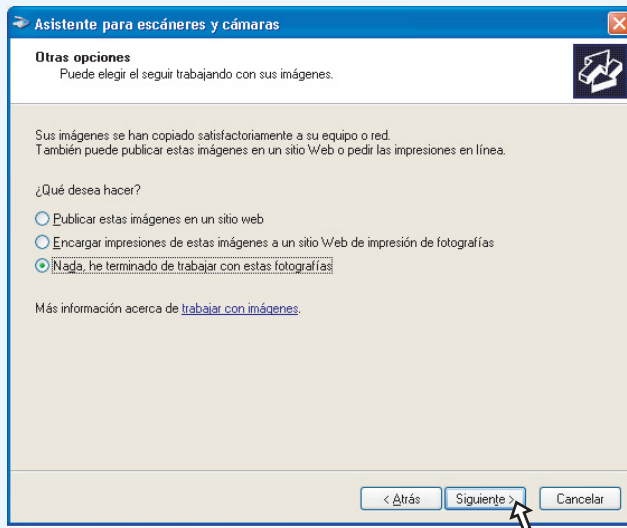 Asistente para escáneres y cámaras
Otras opciones
Puede elegir el seguir trabajando con sus imágenes.
Sus imágenes se han copiado satisfactoriamente a su equipo o red.
También puede publicar estas imágenes en un sitio Web o pedir las impresiones en línea.
¿Qué desea hacer?
Publicar estas imágenes en un sitio web
Encargar impresiones de estas imágenes a un sitio Web de impresión de fotografías
Nada, he terminado de trabajar con estas fotografías
Más información acerca de trabajar con imágenes.
< Atrás Siguiente > Cancelar